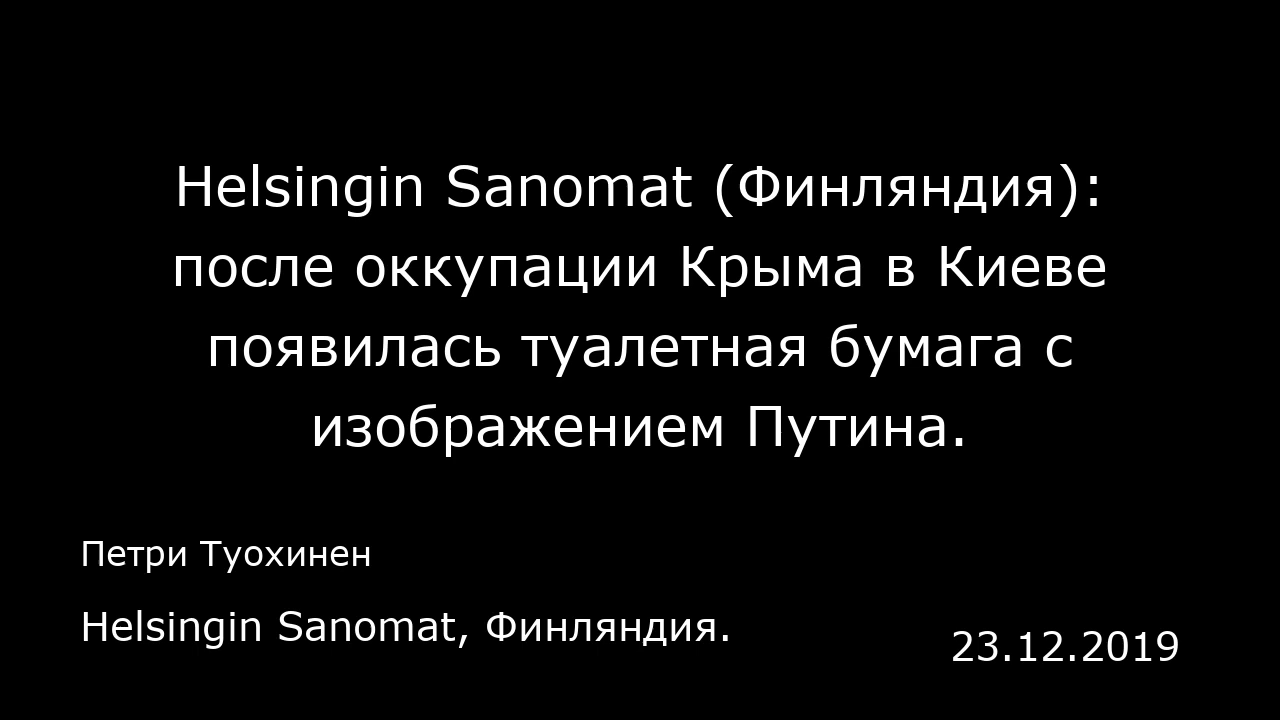 Helsingin Sanomat (Финляндия):
после оккупации Крыма в Киеве
появилась туалетная бумага с
изображением Путина.
Петри Туохинен
Helsingin Sanomat, Финляндия.
23.12.2019